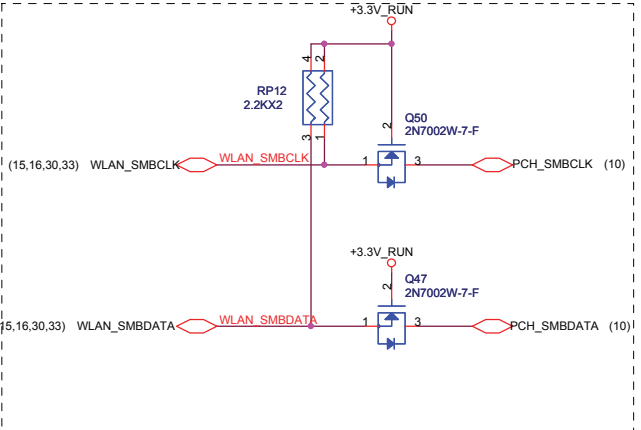 +3.3V_RUN
4
2
RP12
2.2KX2
3
1
Q50
2N7002W-7-F
2
(15,16,30,33) WLAN_SMBCLK
WLAN_SMBCLK
1
3
PCH_SMBCLK (10)
+3.3V_RUN
Q47
2N7002W-7-F
2
15,16,30,33) WLAN_SMBDATA
WLAN_SMBDATA
1
3
PCH_SMBDATA (10)